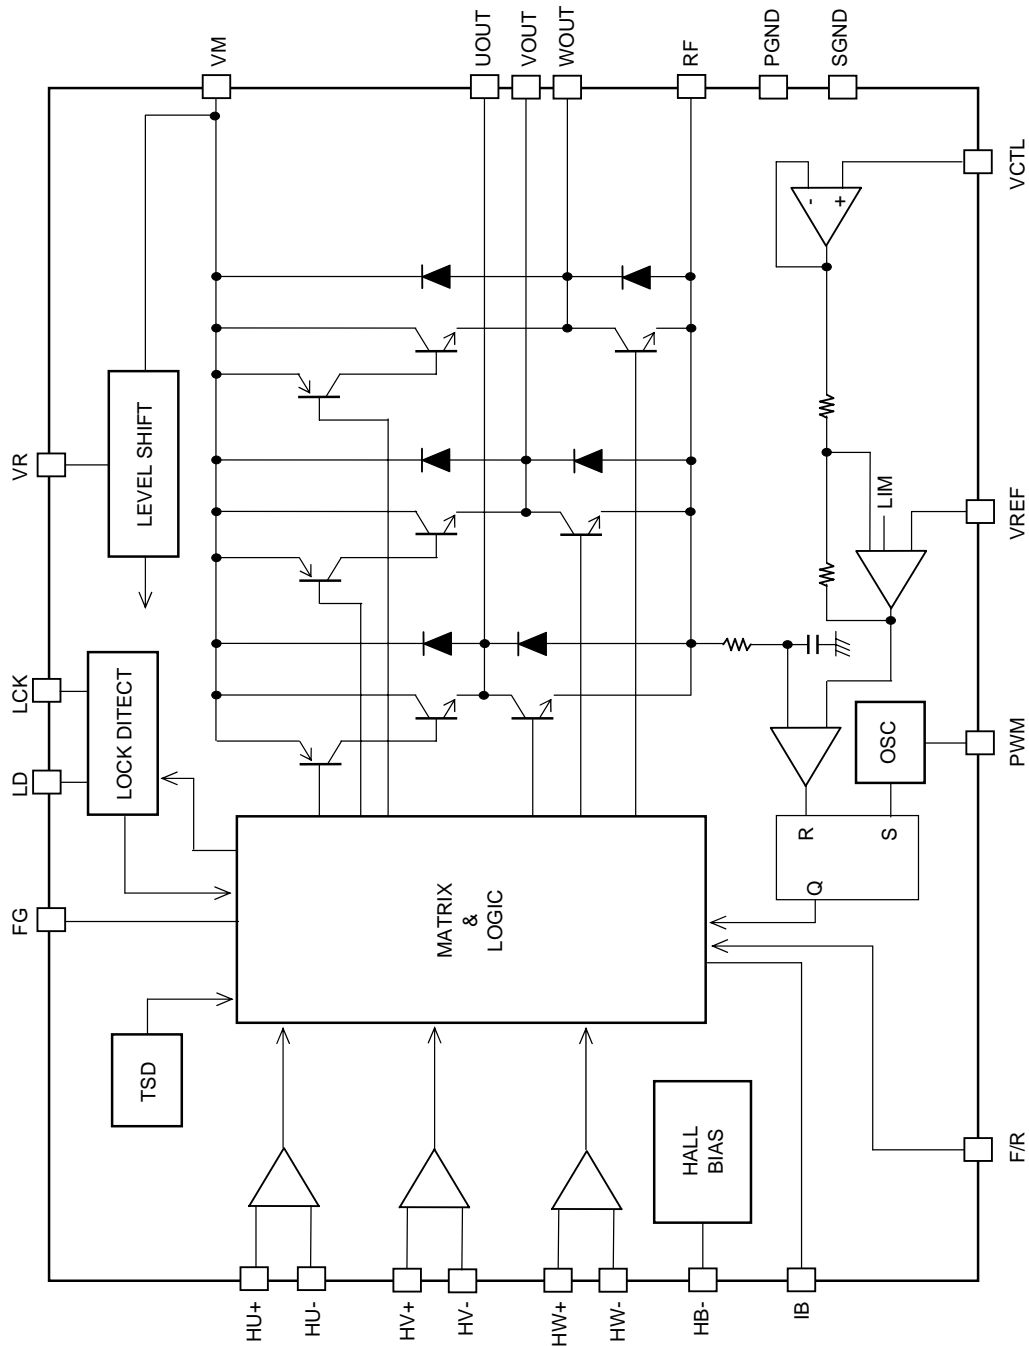 VM
UOUT
VOUT
WOUT
RF
PGND
SGND
VR
LEVEL SHIFT
-
+
VCTL
LIM
VREF
LCK
LD
LOCK DITECT
OSC
PWM
R
S
Q
FG
MATRIX
&
LOGIC
TSD
HALL
BIAS
F/R
HU+
HU-
HV+
HV-
HW+
HW-
HB-
IB